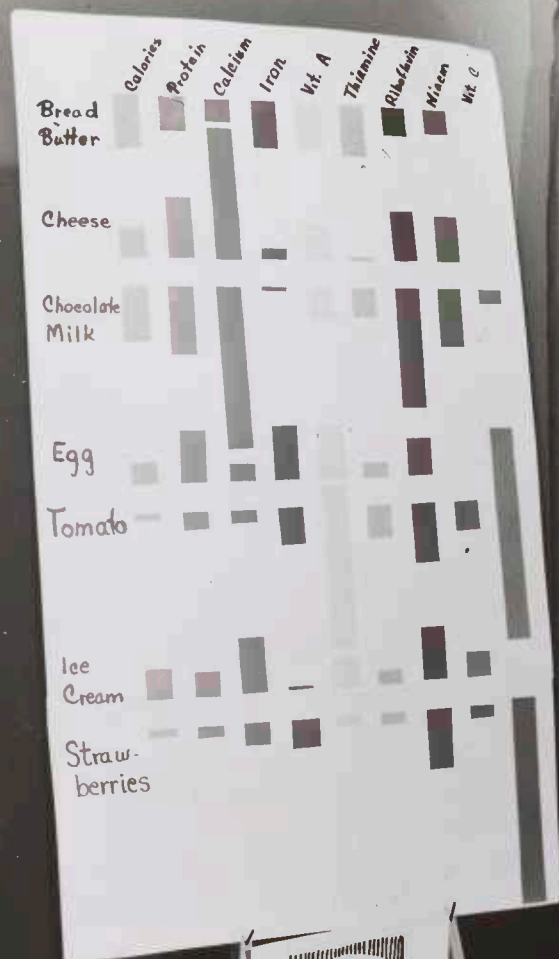 Calories Protein Calcium Iron Vit. A Thiamine Riboflavin Niacin Vit. C
Bread
Butter
Cheese
Chocolate
Milk
Egg
Tomato
Ice
Cream
Straw-
berries